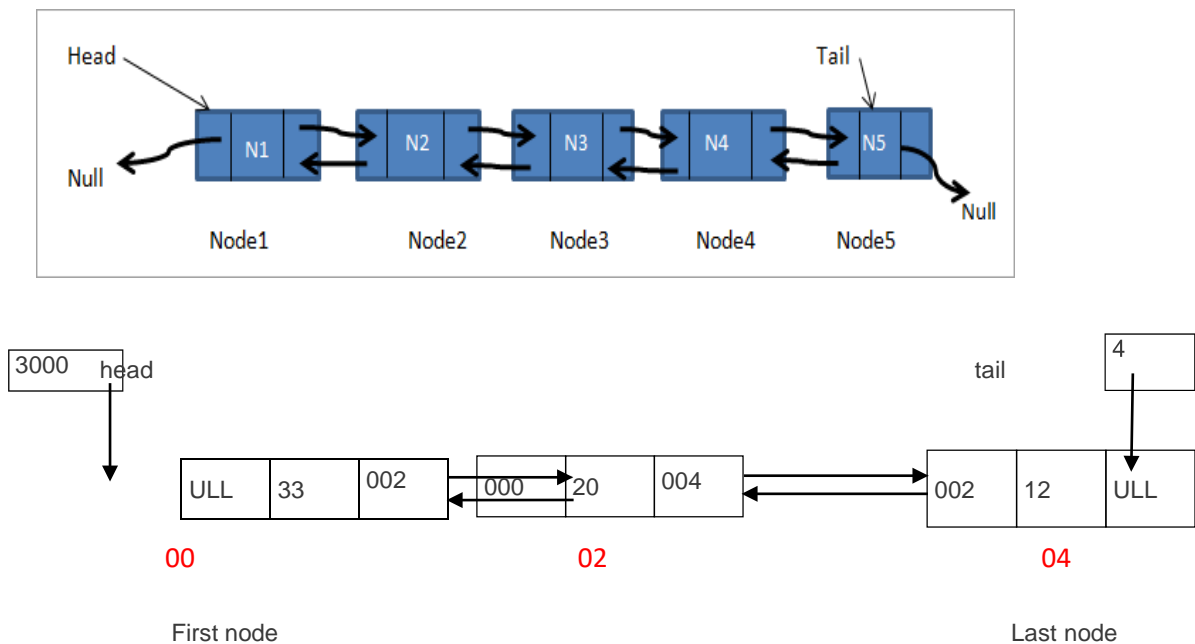 Head Tail
N1 N2 N3 N4 N5
Null
Null
Node1 Node2 Node3 Node4 Node5
3000 head tail 4
ULL 33 002 000 20 004 002 12 ULL
00 02 04
First node Last node